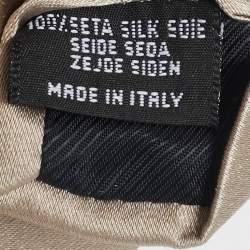 100% SETA SILK SOIE
SEIDE SEDA
ZEJDE SIDEN
MADE IN ITALY